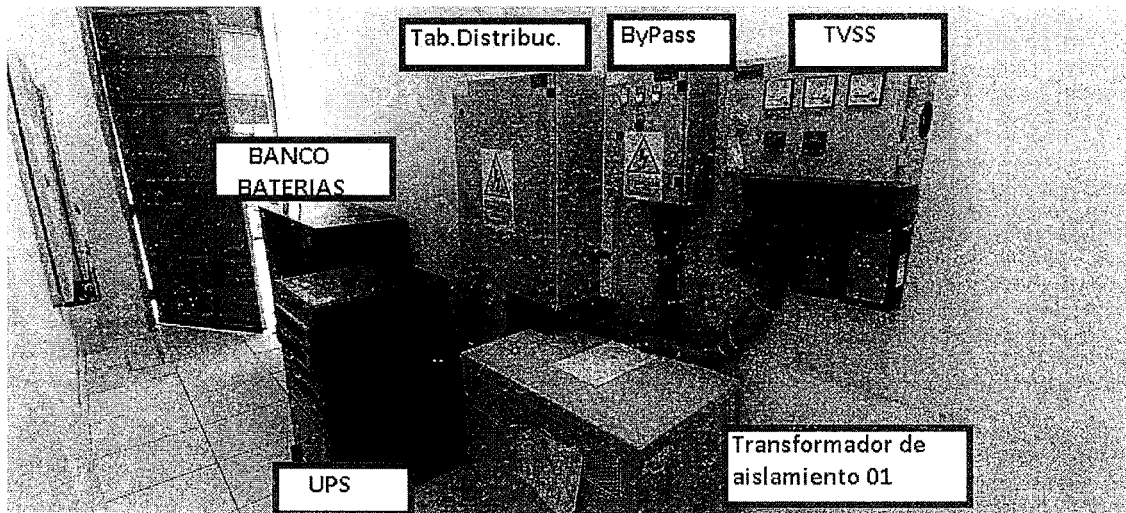 Tab.Distribuc.
ByPass
TVSS
BANCO
BATERIAS
Transformador de
aislamiento 01
UPS